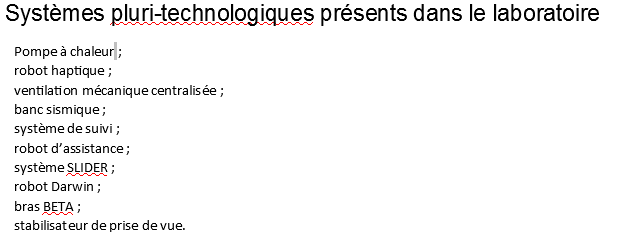 Systèmes pluri-technologiques présents dans le laboratoire
Pompe à chaleur ;
robot haptique ;
ventilation mécanique centralisée ;
banc sismique ;
système de suivi ;
robot d’assistance ;
système SLIDER ;
robot Darwin ;
bras BETA ;
stabilisateur de prise de vue.